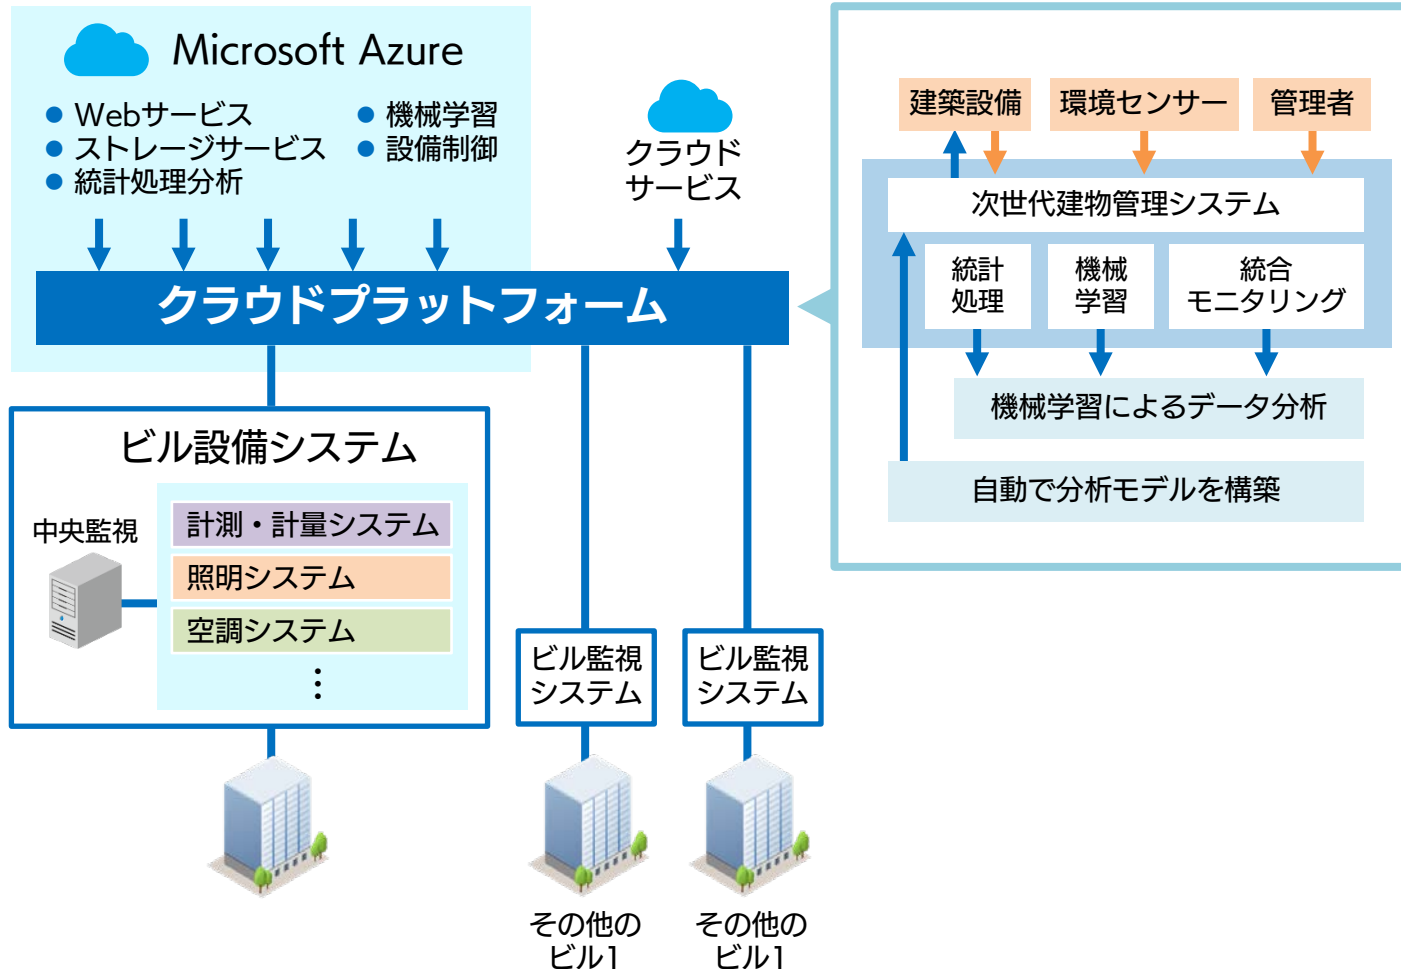 Microsoft Azure
● Webサービス
● ストレージサービス
● 統計処理分析
● 機械学習
● 設備制御
クラウド
サービス
クラウドプラットフォーム
ビル設備システム
中央監視
計測・計量システム
照明システム
空調システム
⋮
ビル監視
システム
ビル監視
システム
その他の
ビル1
その他の
ビル1
建築設備
環境センサー
管理者
次世代建物管理システム
統計
処理
機械
学習
統合
モニタリング
機械学習によるデータ分析
自動で分析モデルを構築